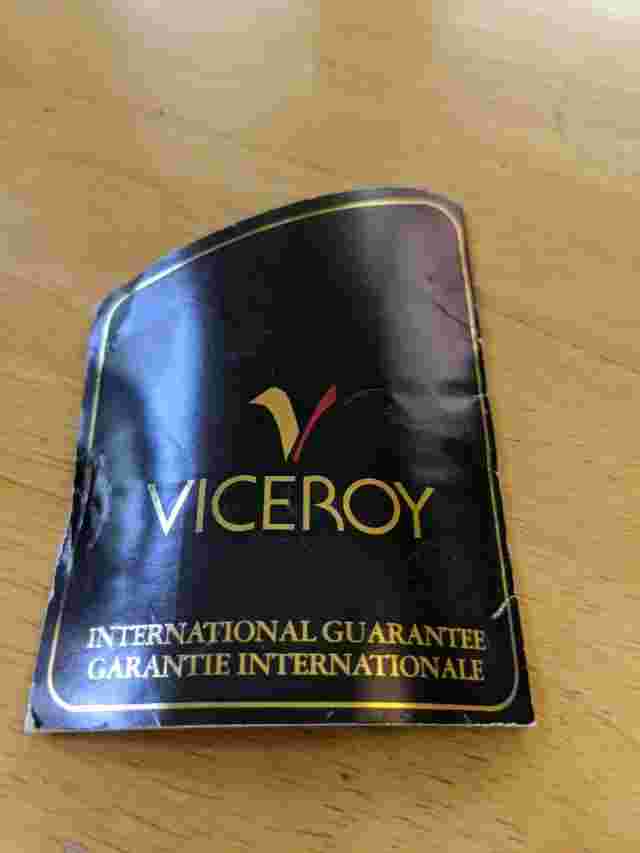 VICEROY
INTERNATIONAL GUARANTEE
GARANTIE INTERNATIONALE